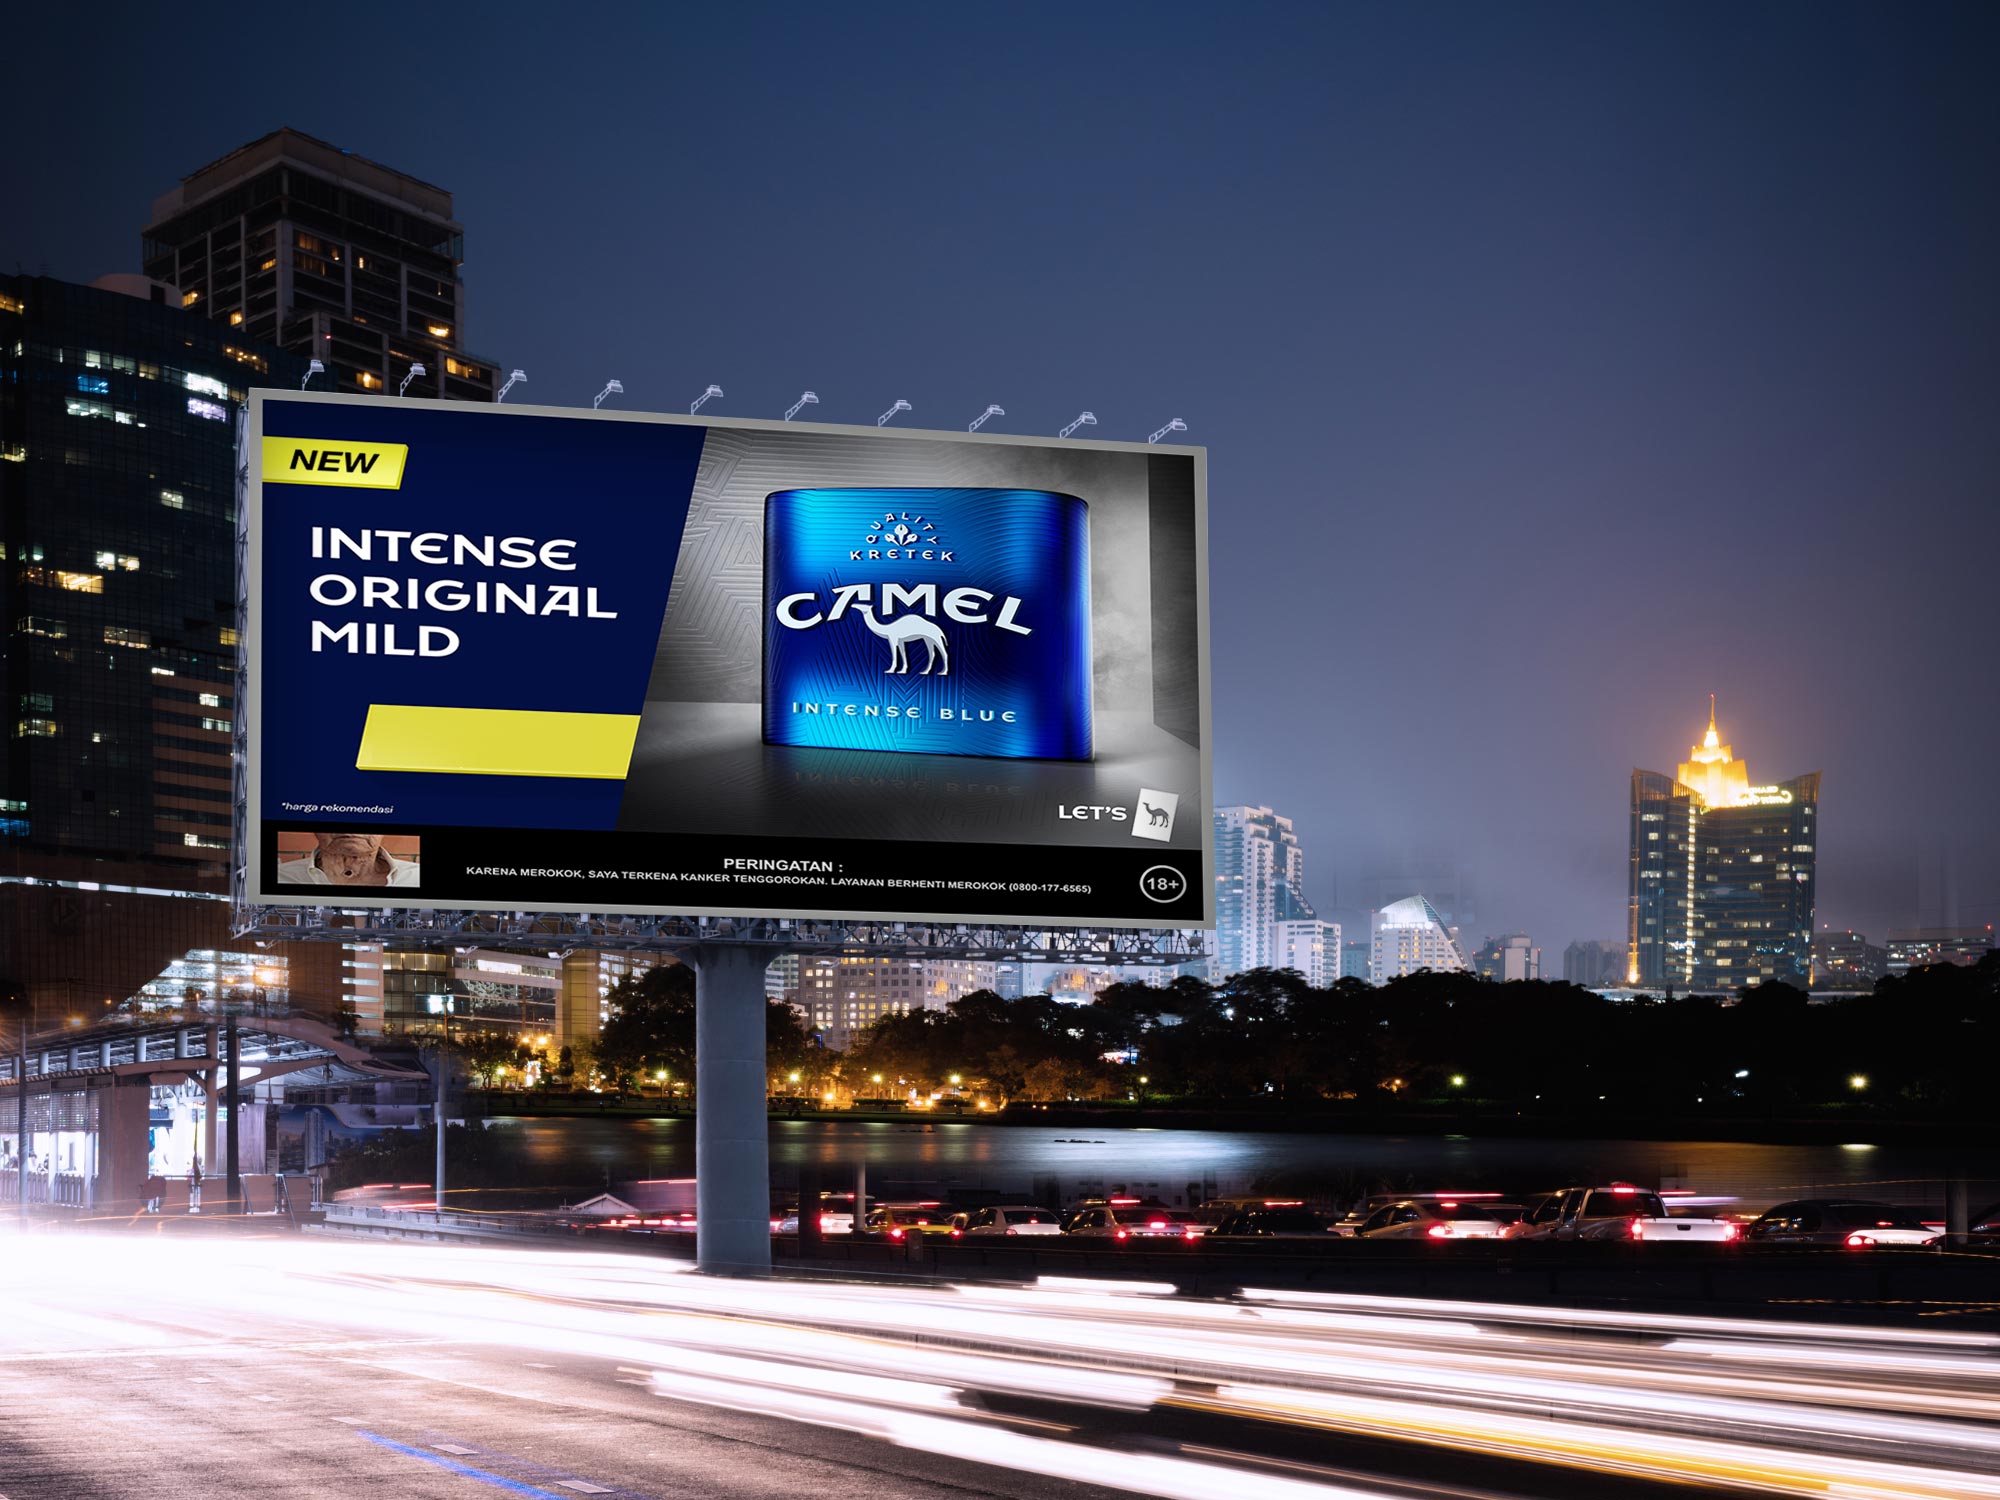 NEW
INTENSE
ORIGINAL
MILD
*harga rekomendasi
QUALITY
KRETEK
CAMEL
INTENSE BLUE
LET'S
PERINGATAN :
KARENA MEROKOK, SAYA TERKENA KANKER TENGGOROKAN. LAYANAN BERHENTI MEROKOK (0800-177-6565)
18+